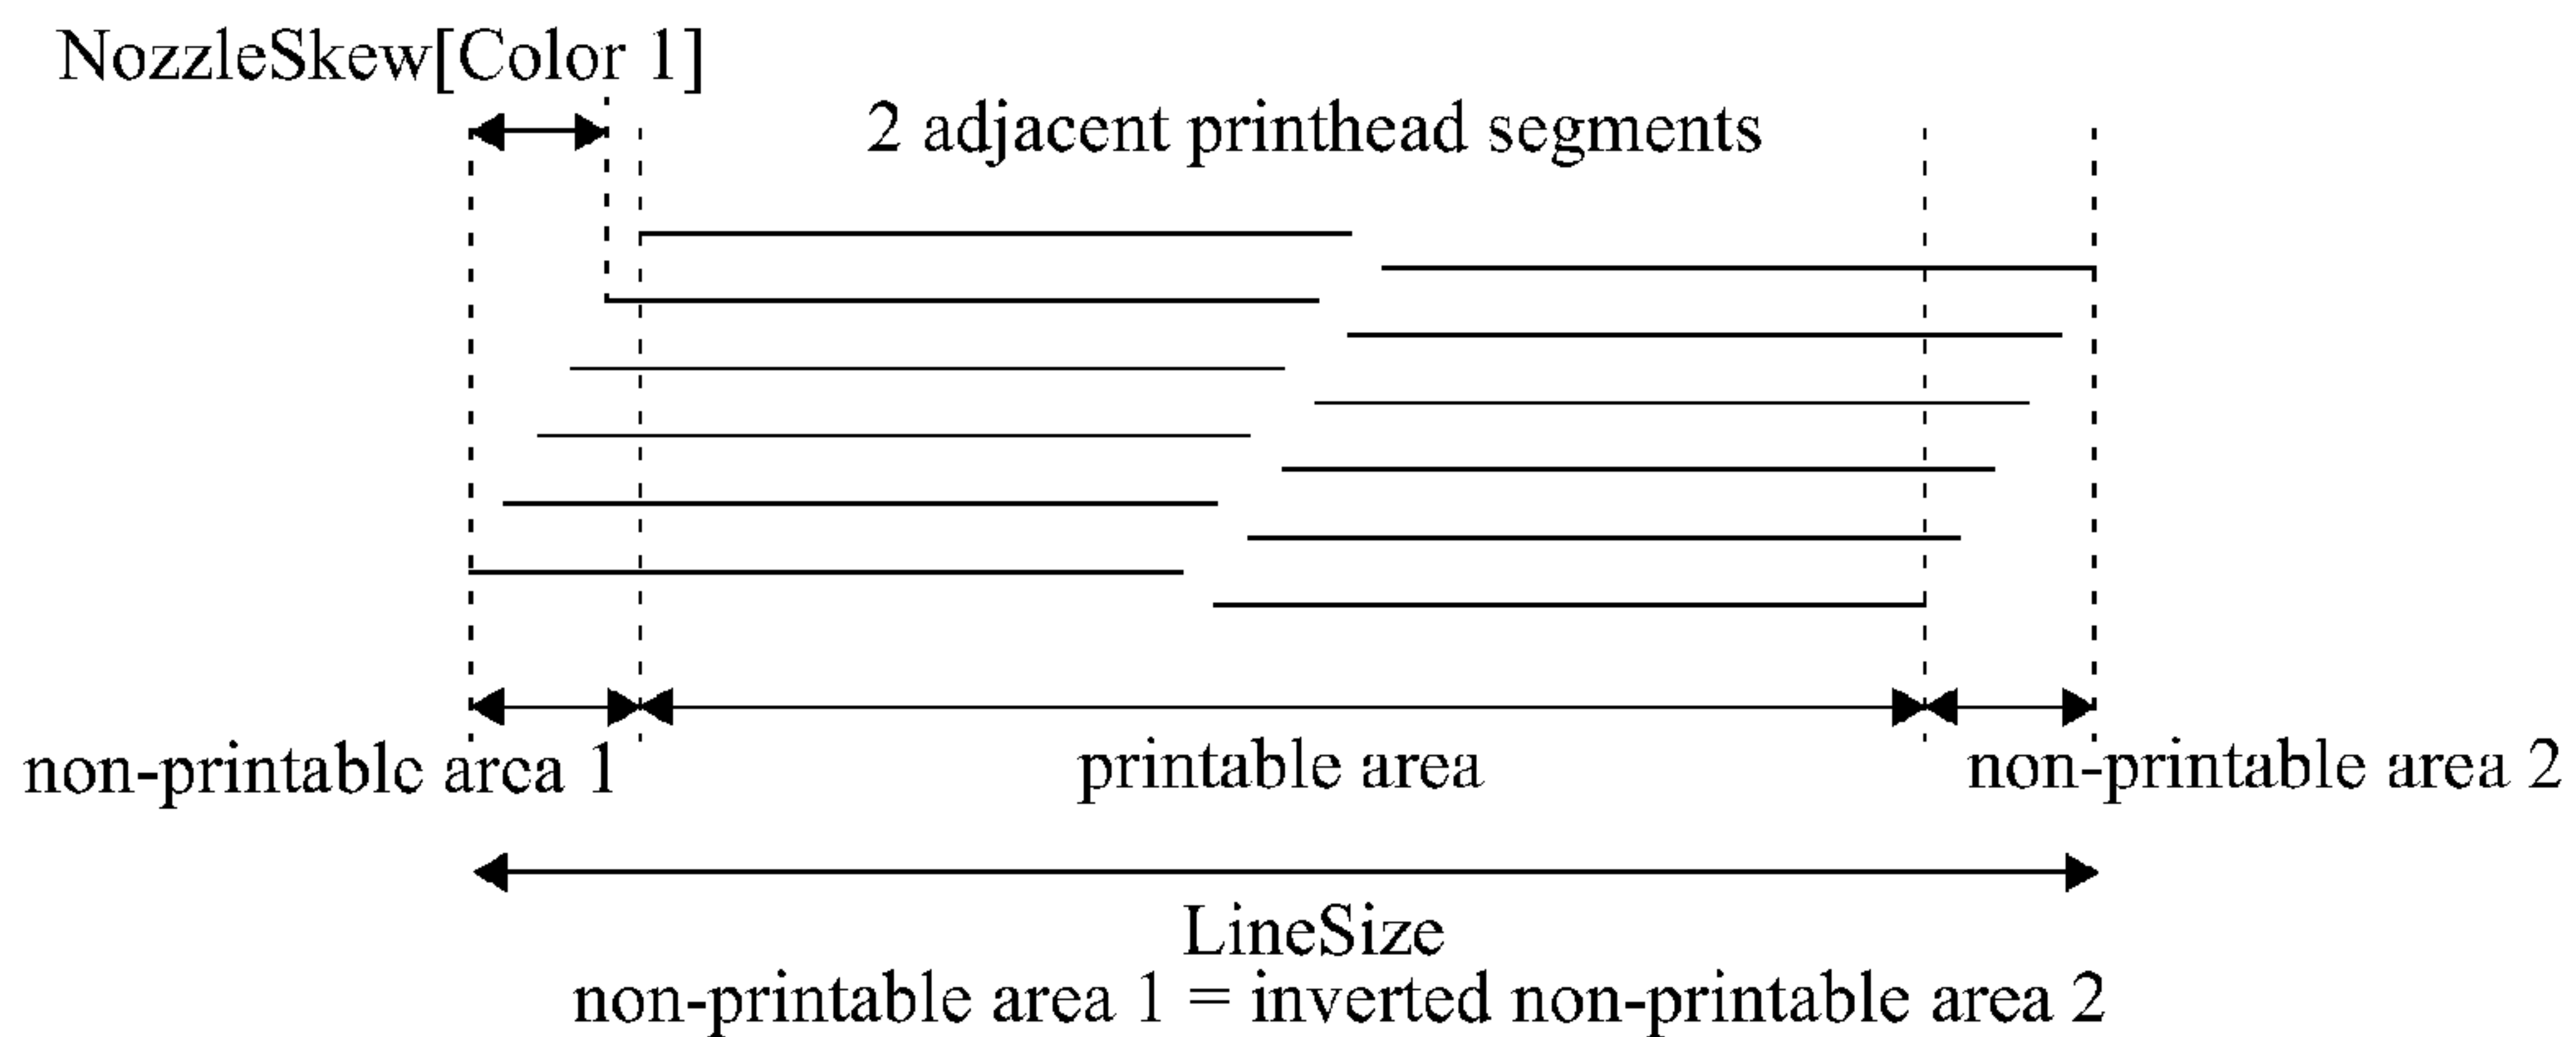 NozzleSkew[Color 1]
2 adjacent printhead segments
non-printable area 1
printable area
non-printable area 2
LineSize
non-printable area 1 = inverted non-printable area 2